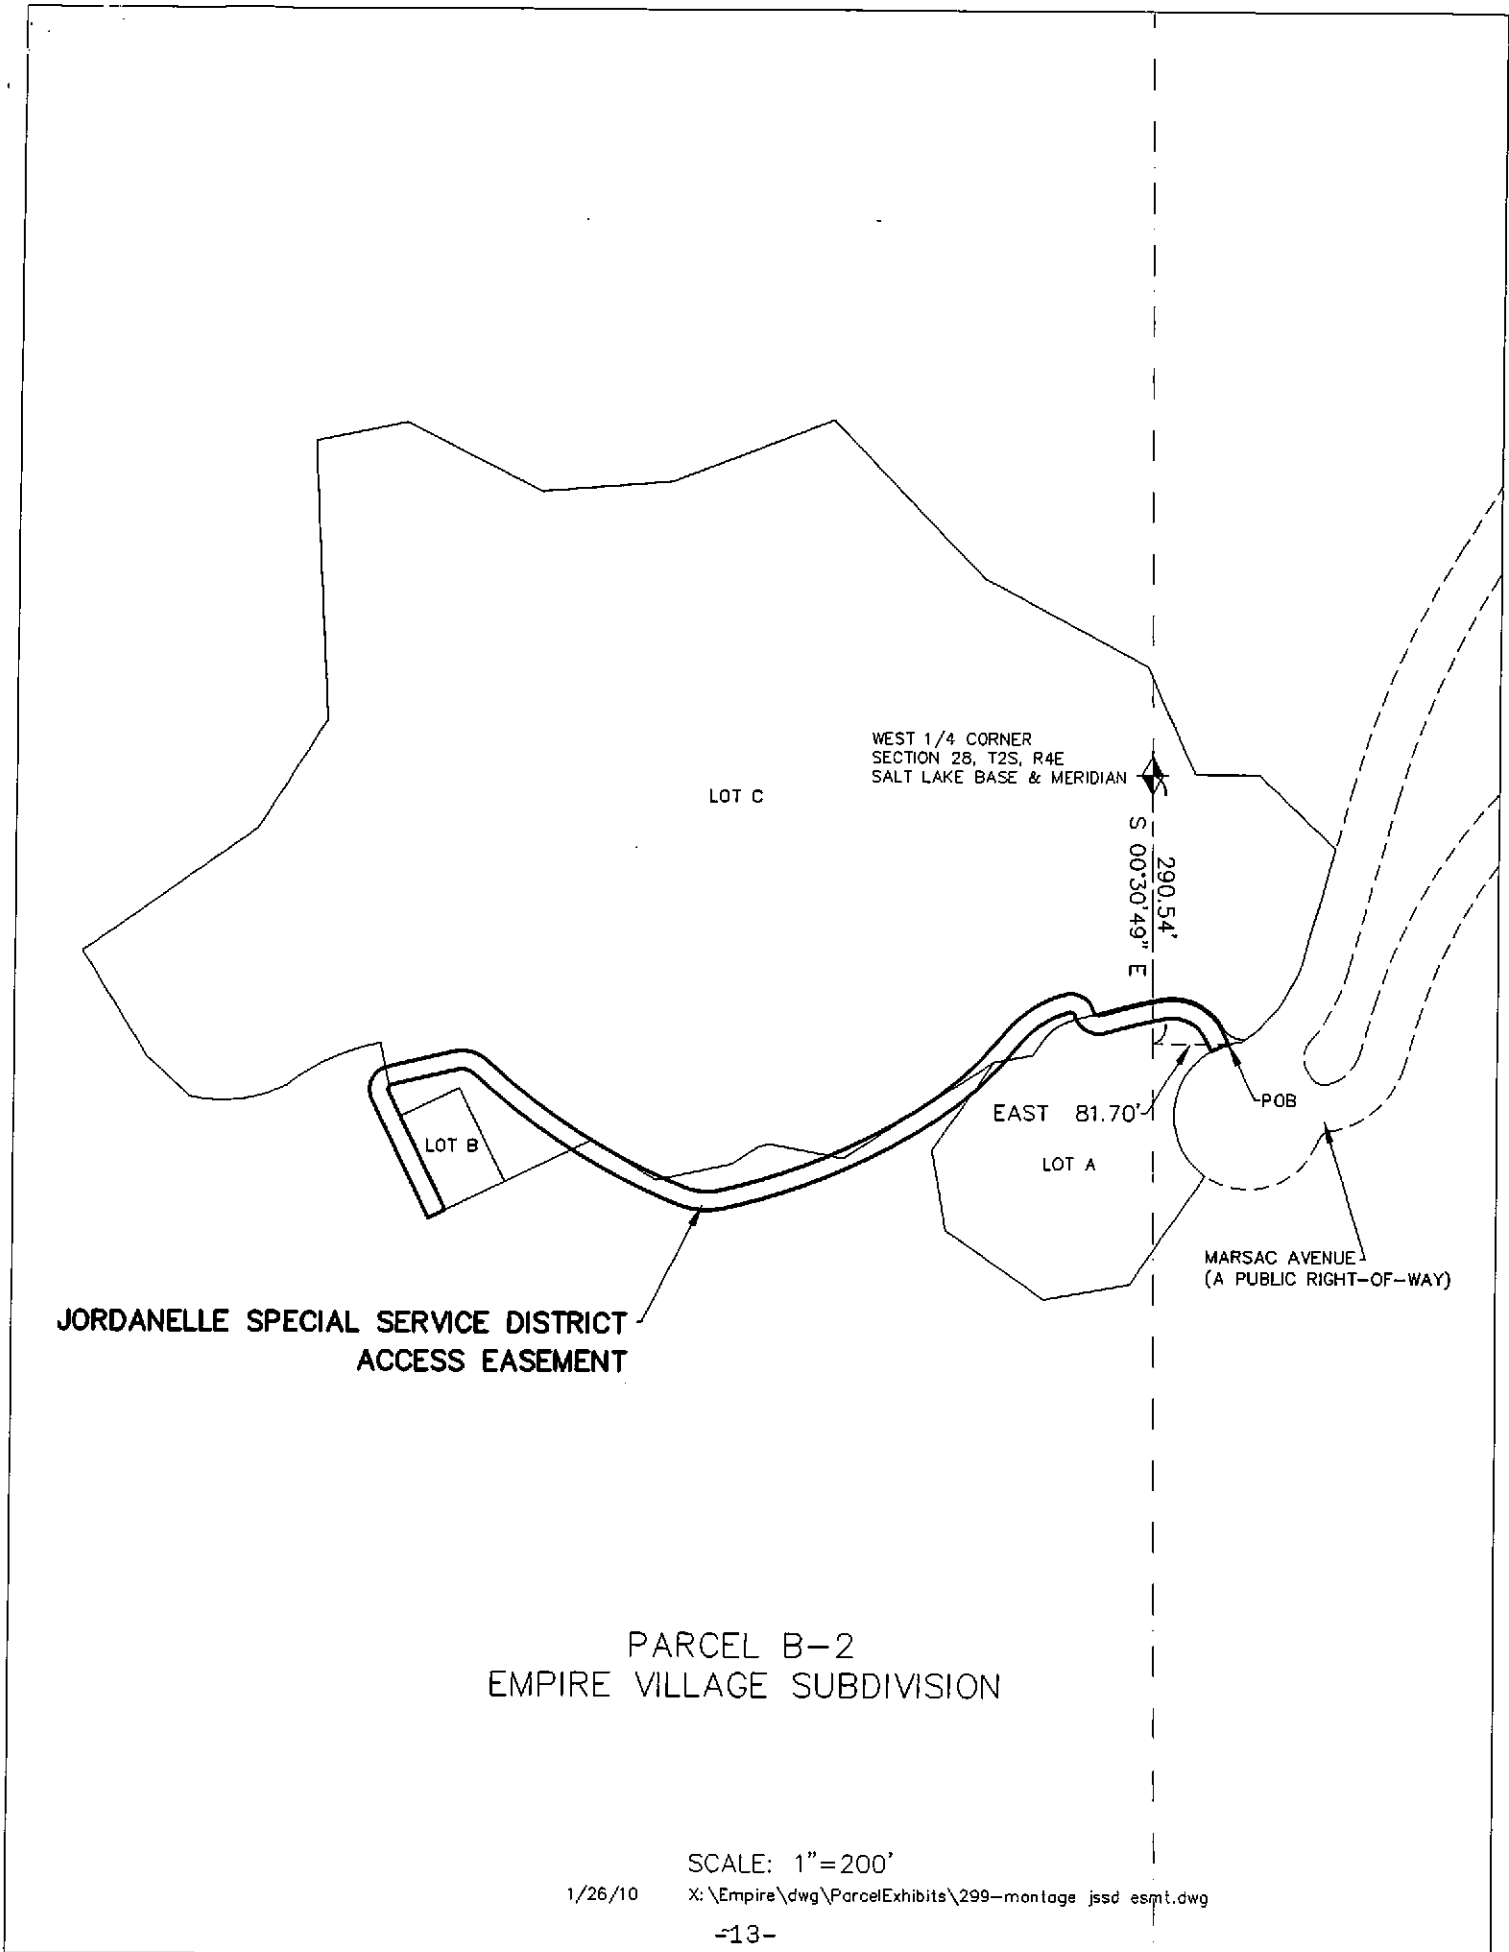 WEST 1/4 CORNER
SECTION 28, T2S, R4E
SALT LAKE BASE & MERIDIAN
LOT C
290.54'
S 00°30'49" E
EAST 81.70'
POB
LOT B
LOT A
MARSAC AVENUE
(A PUBLIC RIGHT-OF-WAY)
JORDANELLE SPECIAL SERVICE DISTRICT
ACCESS EASEMENT
PARCEL B-2
EMPIRE VILLAGE SUBDIVISION
SCALE: 1"=200'
1/26/10 X:\Empire\dwg\ParcelExhibits\299-montage jssd esmt.dwg
-13-